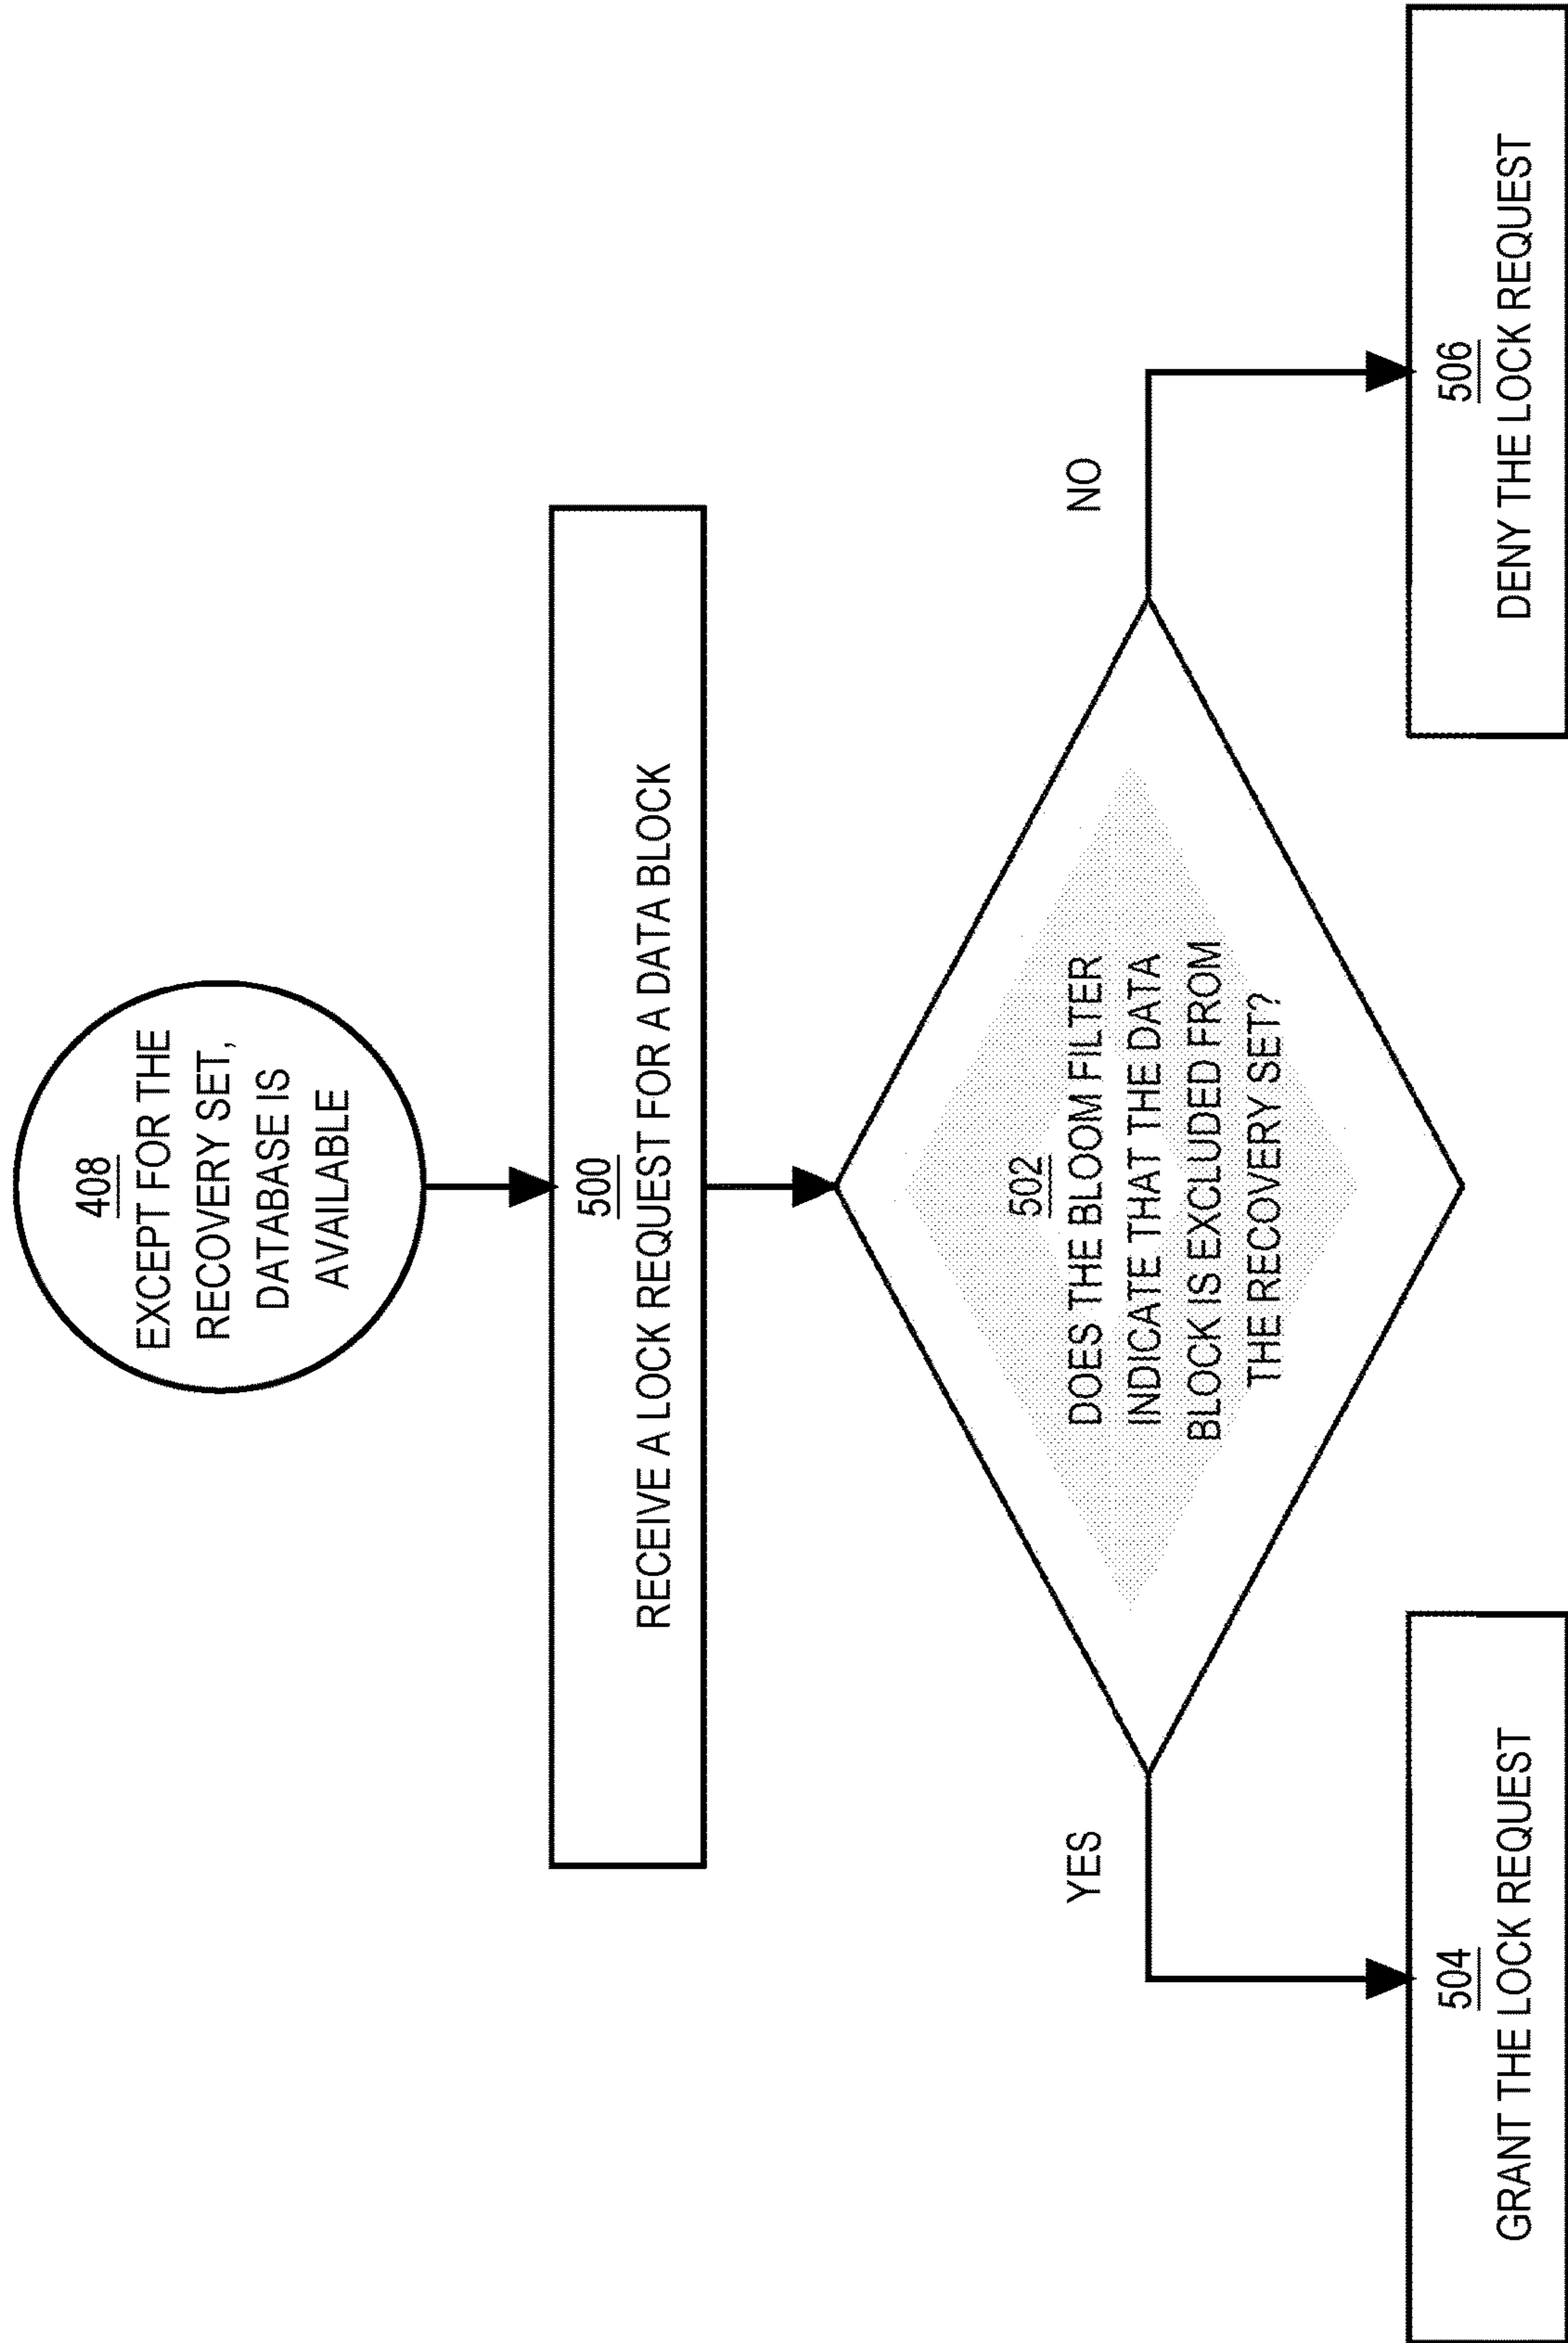 408
EXCEPT FOR THE
RECOVERY SET,
DATABASE IS
AVAILABLE
500
RECEIVE A LOCK REQUEST FOR A DATA BLOCK
502
DOES THE BLOOM FILTER
INDICATE THAT THE DATA
BLOCK IS EXCLUDED FROM
THE RECOVERY SET?
YES
NO
504
GRANT THE LOCK REQUEST
506
DENY THE LOCK REQUEST